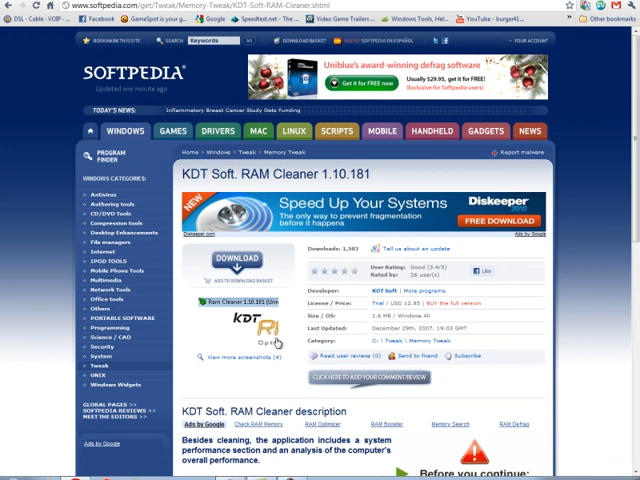 www.softpedia.com/get/Tweak/Memory-Tweak/KDT-Soft-RAM-Cleaner.shtml
DSL - Cable - VOIP - ... Facebook GameSpot is your g... Google Speedtest.net - The ... Video Game Trailers ... Windows Tools, Hel... YouTube - burger41... Other bookmarks
BOOKMARK THIS SITE SEARCH Keywords GO DOWNLOAD BASKET SOFTPEDIA EN ESPAÑOL YOUR ACCOUNT
SOFTPEDIA
Updated one minute ago
Uniblue's award-winning defrag software
Get it for FREE now
Usually $29.95, get it for FREE!
(Exclusive for Softpedia users)
TODAY'S NEWS: Inflammatory Breast Cancer Study Gets Funding
WINDOWS GAMES DRIVERS MAC LINUX SCRIPTS MOBILE HANDHELD GADGETS NEWS
PROGRAM FINDER
Home > Windows > Tweak > Memory Tweak
Report malware
WINDOWS CATEGORIES:
Antivirus
Authoring tools
CD/DVD Tools
Compression tools
Desktop Enhancements
File managers
Internet
IPOD TOOLS
Mobile Phone Tools
Multimedia
Network Tools
Office tools
Others
PORTABLE SOFTWARE
Programming
Science / CAD
Security
System
Tweak
UNIX
Windows Widgets
GLOBAL PAGES >>
SOFTPEDIA REVIEWS >>
MEET THE EDITORS >>
Ads by Google
KDT Soft. RAM Cleaner 1.10.181
NEW
Speed Up Your Systems
The only way to prevent fragmentation
before it happens
Diskeeper 2010
FREE DOWNLOAD
Diskeeper.com
Ads by Google
DOWNLOAD
ADD TO DOWNLOAD BASKET
Ram Cleaner 1.10.181 (Unre
KDT
Opt
View more screenshots (4)
Downloads: 1,583 Tell us about an update
User Rating: Good (3.4/5)
Rated by: 26 user(s)
Like
Developer: KDT Soft | More programs
License / Price: Trial / USD 12.95 | BUY the full version
Size / OS: 1.6 MB / Windows All
Last Updated: December 29th, 2007, 19:03 GMT
Category: C: \ Tweak \ Memory Tweak
Read user reviews (0) Send to friend Subscribe
CLICK HERE TO ADD YOUR COMMENT/REVIEW
KDT Soft. RAM Cleaner description
Ads by Google Check RAM Memory RAM Optimizer RAM Booster Memory Search RAM Defrag
Besides cleaning, the application includes a system
performance section and an analysis of the computer's
overall performance.
Before you continue: